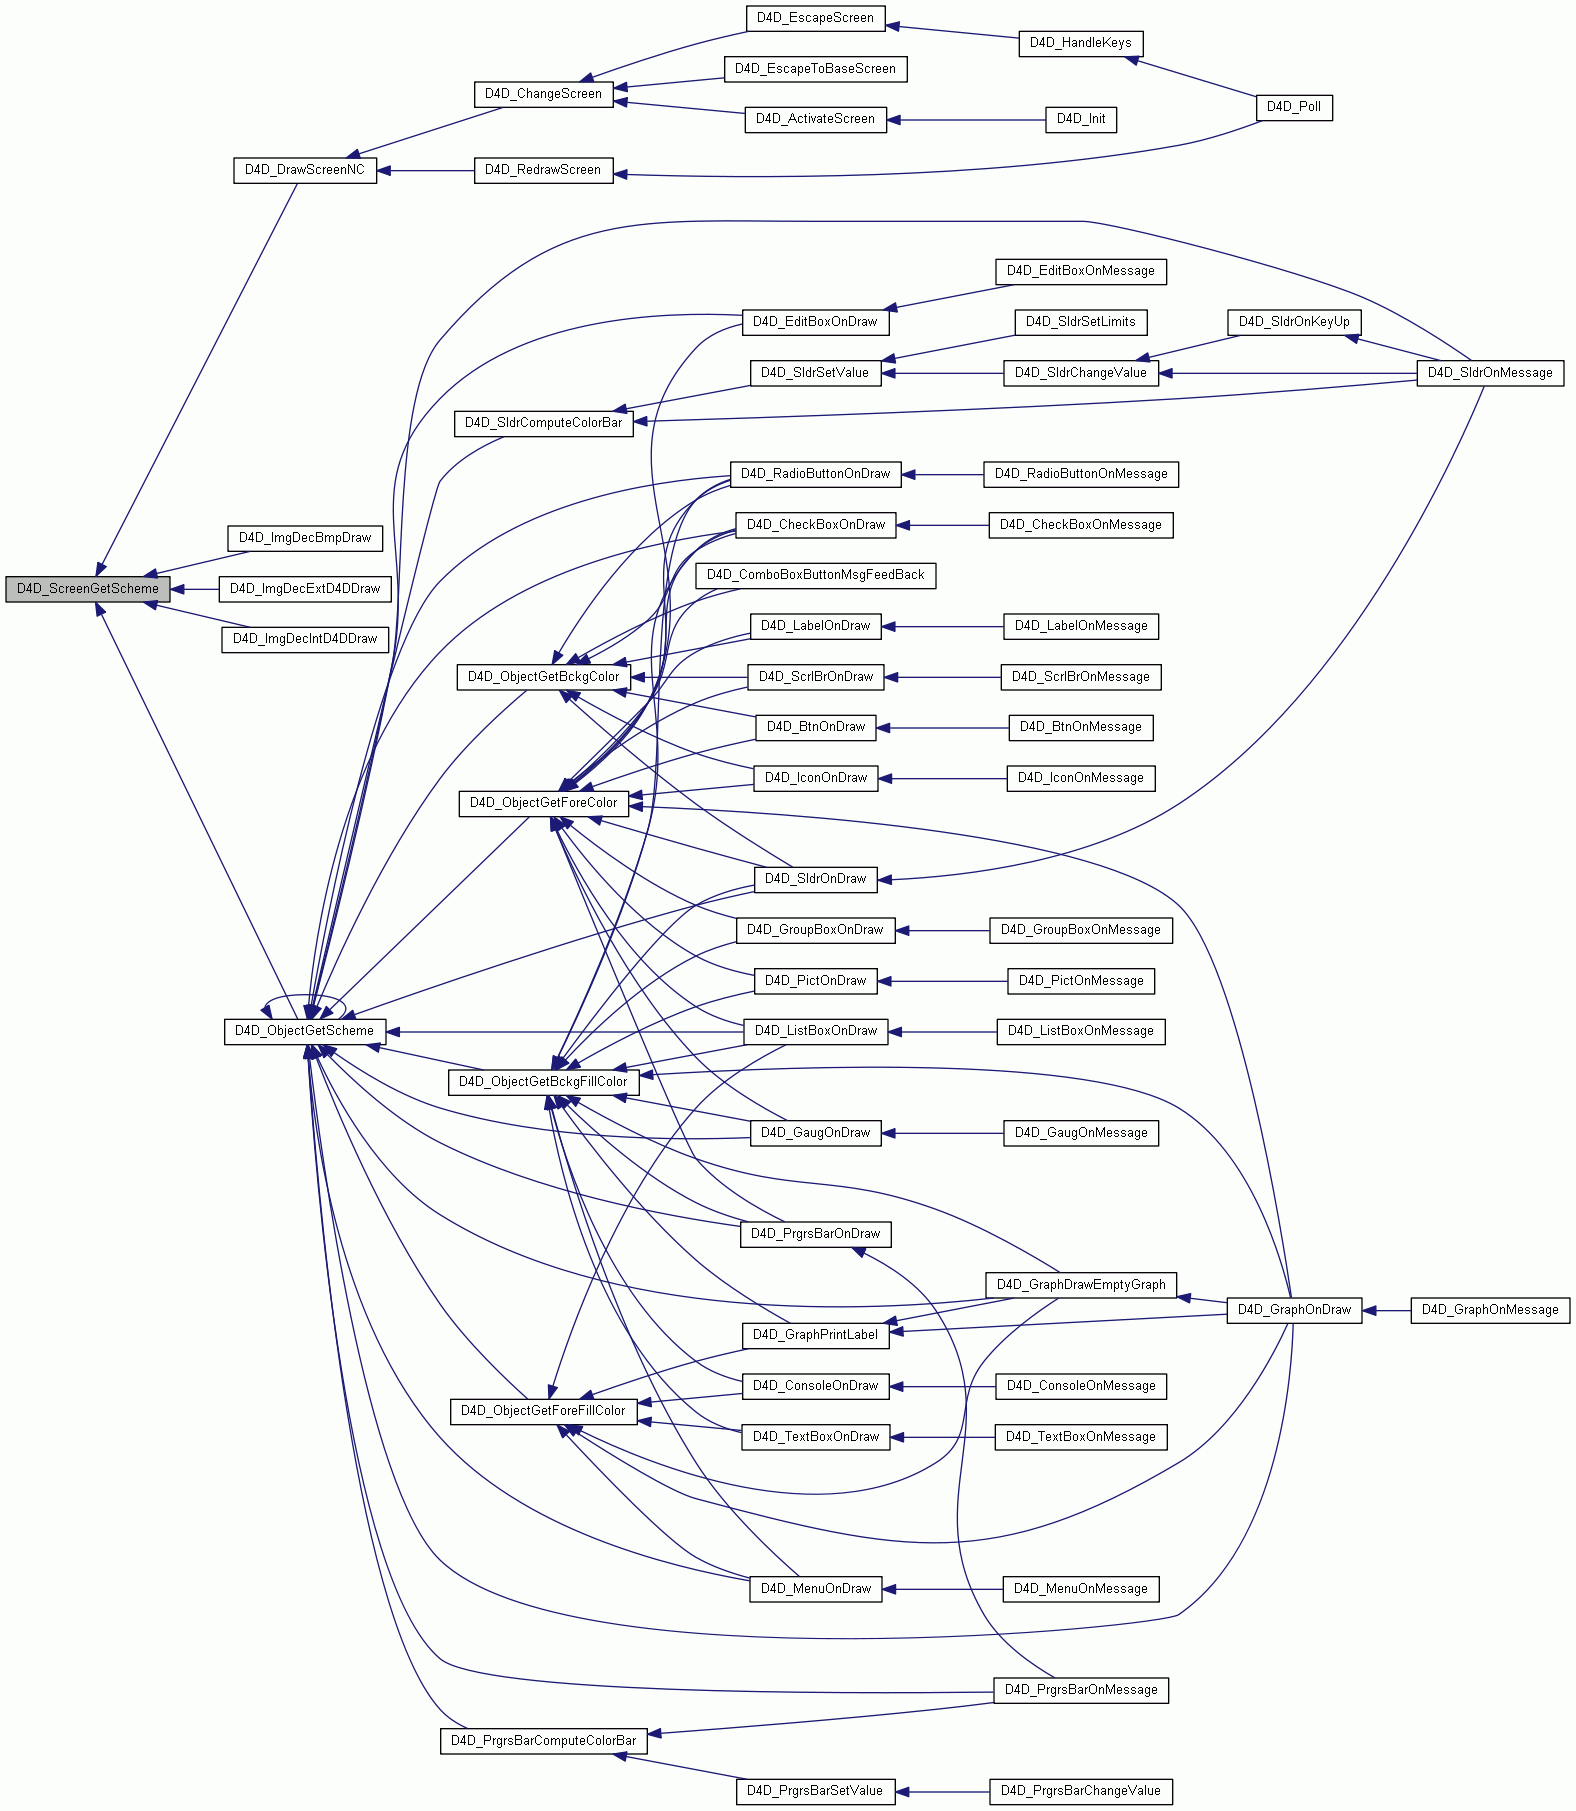 D4D_EscapeScreen
D4D_HandleKeys
D4D_EscapeToBaseScreen
D4D_ChangeScreen
D4D_Poll
D4D_ActivateScreen
D4D_Init
D4D_DrawScreenNC
D4D_RedrawScreen
D4D_EditBoxOnMessage
D4D_EditBoxOnDraw
D4D_SldrSetLimits
D4D_SldrOnKeyUp
D4D_SldrSetValue
D4D_SldrChangeValue
D4D_SldrOnMessage
D4D_SldrComputeColorBar
D4D_RadioButtonOnDraw
D4D_RadioButtonOnMessage
D4D_CheckBoxOnDraw
D4D_CheckBoxOnMessage
D4D_ImgDecBmpDraw
D4D_ComboBoxButtonMsgFeedBack
D4D_ScreenGetScheme
D4D_ImgDecExtD4DDraw
D4D_LabelOnDraw
D4D_LabelOnMessage
D4D_ImgDecIntD4DDraw
D4D_ObjectGetBckgColor
D4D_ScrlBrOnDraw
D4D_ScrlBrOnMessage
D4D_BtnOnDraw
D4D_BtnOnMessage
D4D_IconOnDraw
D4D_IconOnMessage
D4D_ObjectGetForeColor
D4D_SldrOnDraw
D4D_GroupBoxOnDraw
D4D_GroupBoxOnMessage
D4D_PictOnDraw
D4D_PictOnMessage
D4D_ObjectGetScheme
D4D_ListBoxOnDraw
D4D_ListBoxOnMessage
D4D_ObjectGetBckgFillColor
D4D_GaugOnDraw
D4D_GaugOnMessage
D4D_PrgrsBarOnDraw
D4D_GraphDrawEmptyGraph
D4D_GraphOnDraw
D4D_GraphOnMessage
D4D_GraphPrintLabel
D4D_ConsoleOnDraw
D4D_ConsoleOnMessage
D4D_ObjectGetForeFillColor
D4D_TextBoxOnDraw
D4D_TextBoxOnMessage
D4D_MenuOnDraw
D4D_MenuOnMessage
D4D_PrgrsBarOnMessage
D4D_PrgrsBarComputeColorBar
D4D_PrgrsBarSetValue
D4D_PrgrsBarChangeValue